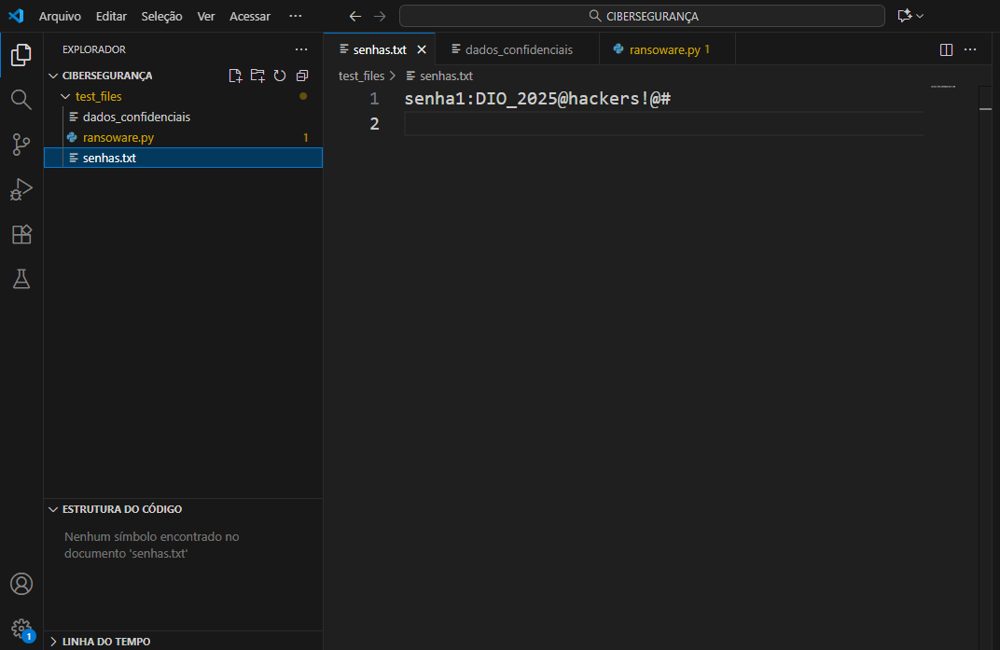 Arquivo Editar Seleção Ver Acessar ··· CIBERSEGURANÇA
EXPLORADOR ···
senhas.txt dados_confidenciais ransoware.py 1 ···
CIBERSEGURANÇA
test_files > senhas.txt
test_files
1 senha1:DIO_2025@hackers!@#
dados_confidenciais
2
ransoware.py 1
senhas.txt
ESTRUTURA DO CÓDIGO
Nenhum símbolo encontrado no
documento 'senhas.txt'
1
LINHA DO TEMPO